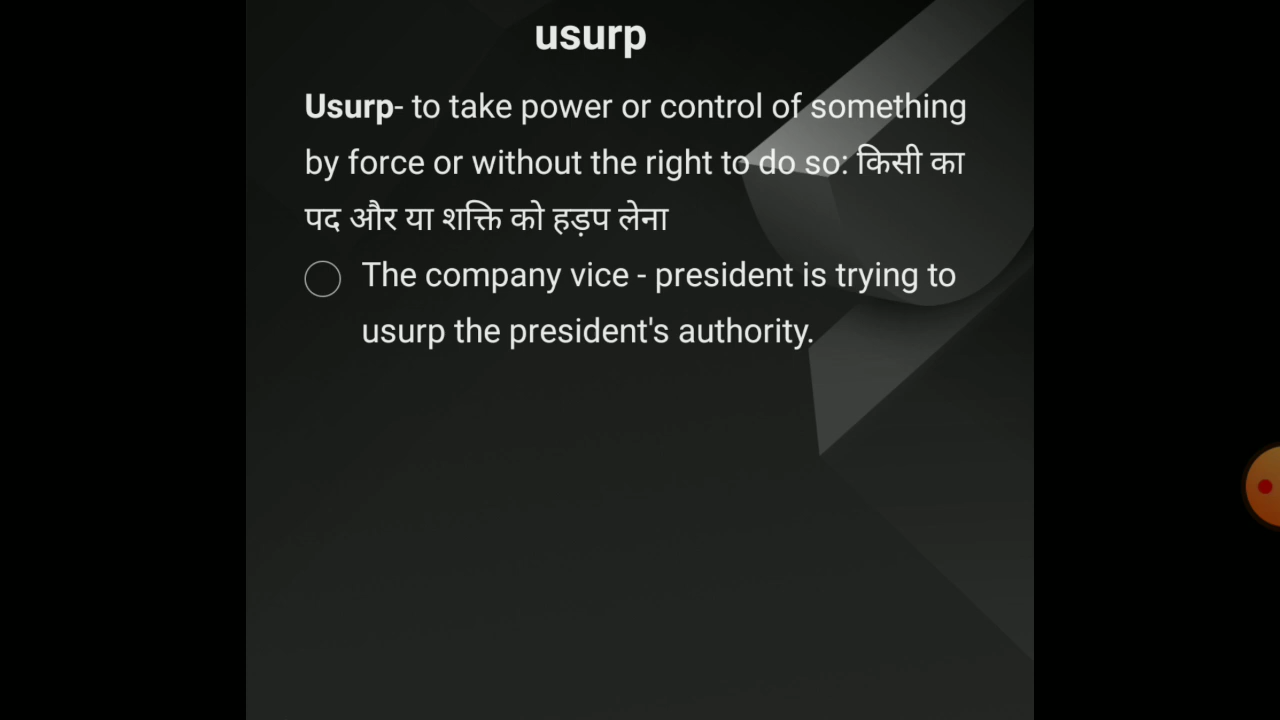 usurp
Usurp- to take power or control of something
by force or without the right to do so: किसी का
पद और या शक्ति को हड़प लेना
The company vice - president is trying to
usurp the president's authority.